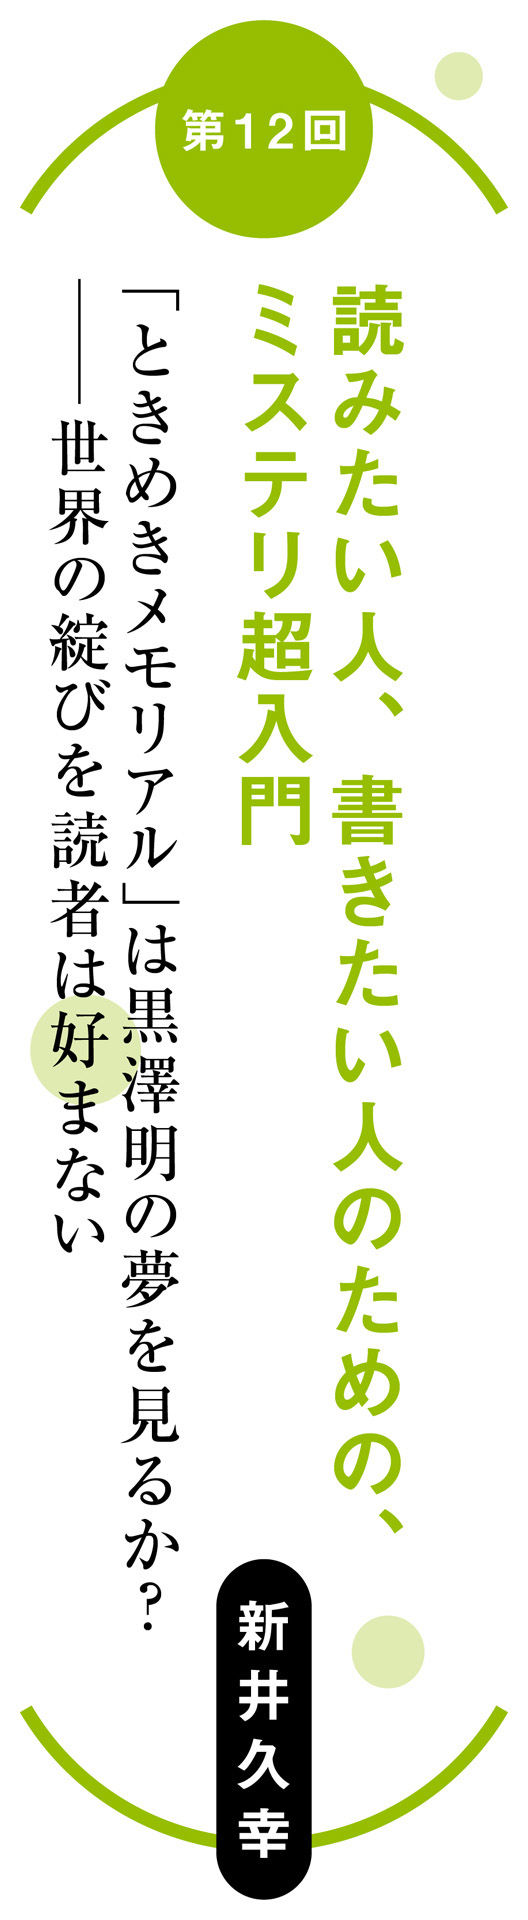 第12回
読みたい人、書きたい人のための、
ミステリ超入門
「ときめきメモリアル」は黒澤明の夢を見るか？
――世界の綻びを読者は好まない
新井久幸